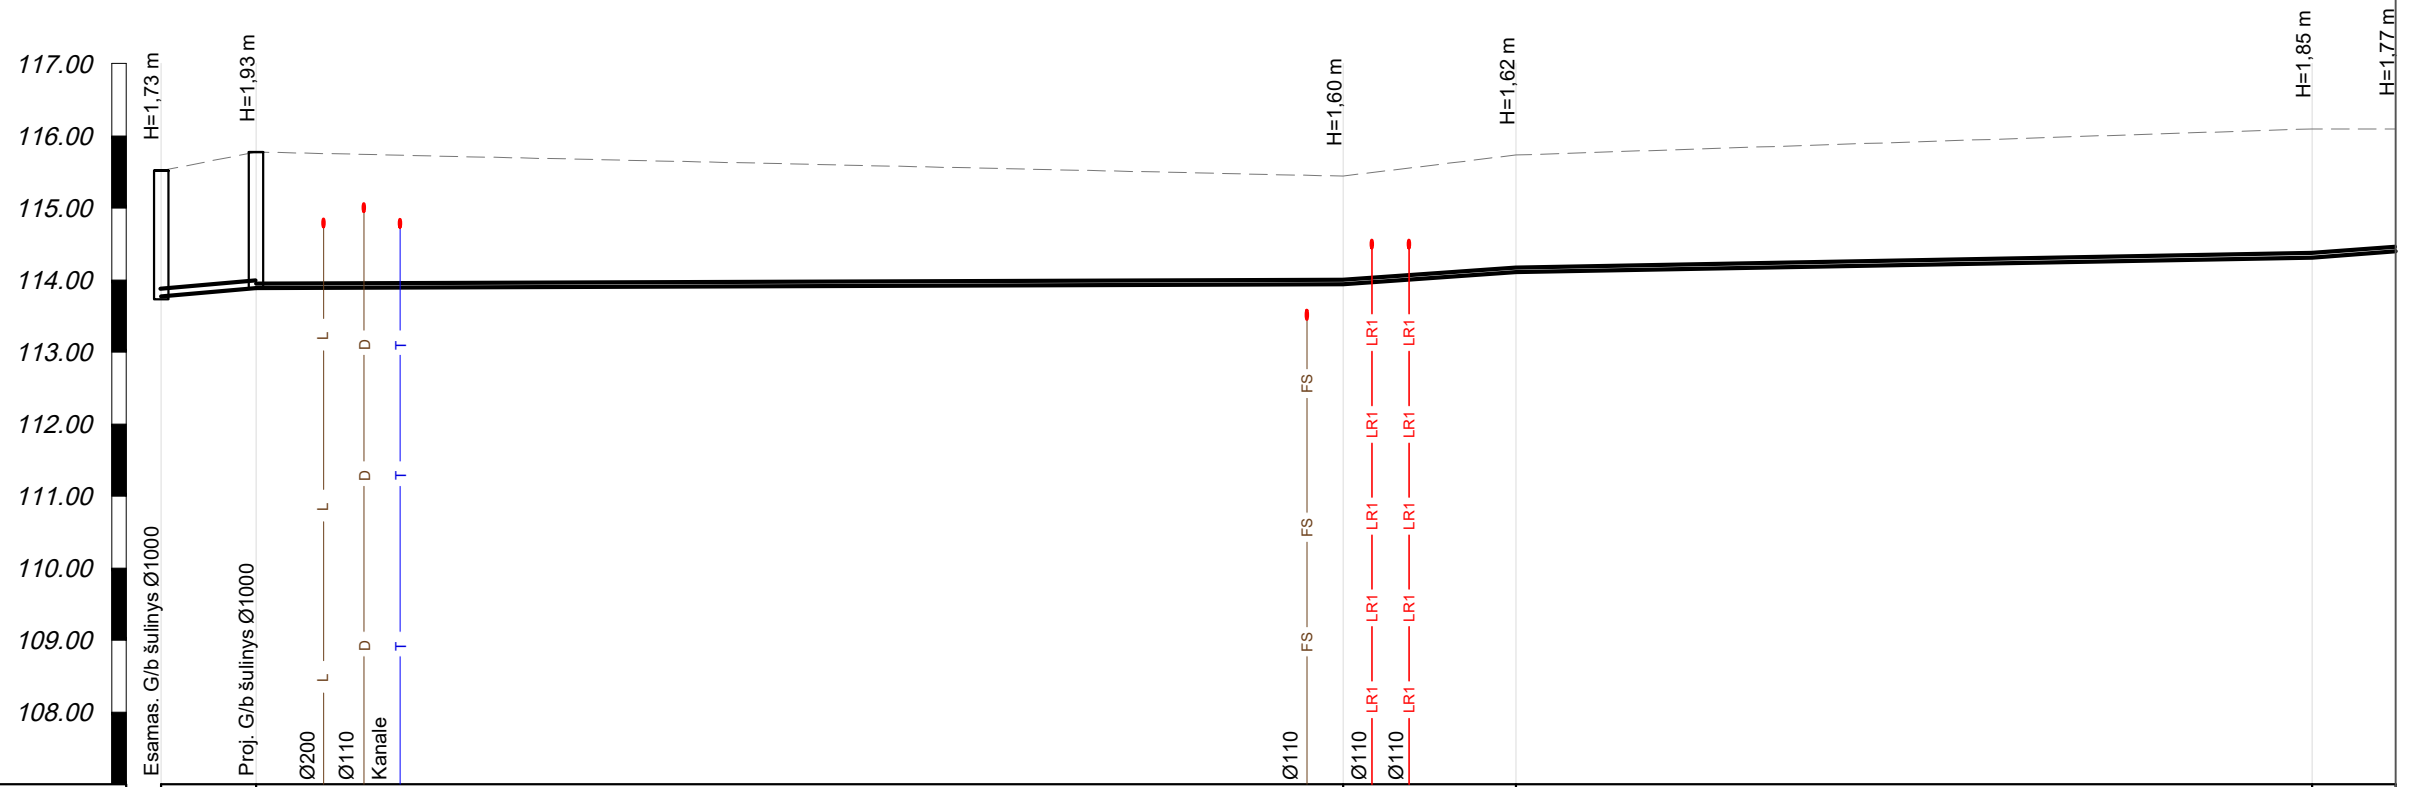 H=1,73 m
H=1,93 m
H=1,60 m
H=1,62 m
H=1,85 m
H=1,77 m
117.00
116.00
115.00
114.00
113.00
112.00
111.00
110.00
109.00
108.00
Esamas. G/b šulinys Ø1000
Proj. G/b šulinys Ø1000
Ø200
L
L
L
Ø110
D
D
D
Kanale
T
T
T
Ø110
FS
FS
FS
Ø110
LR1
LR1
LR1
LR1
LR1
Ø110
LR1
LR1
LR1
LR1
LR1